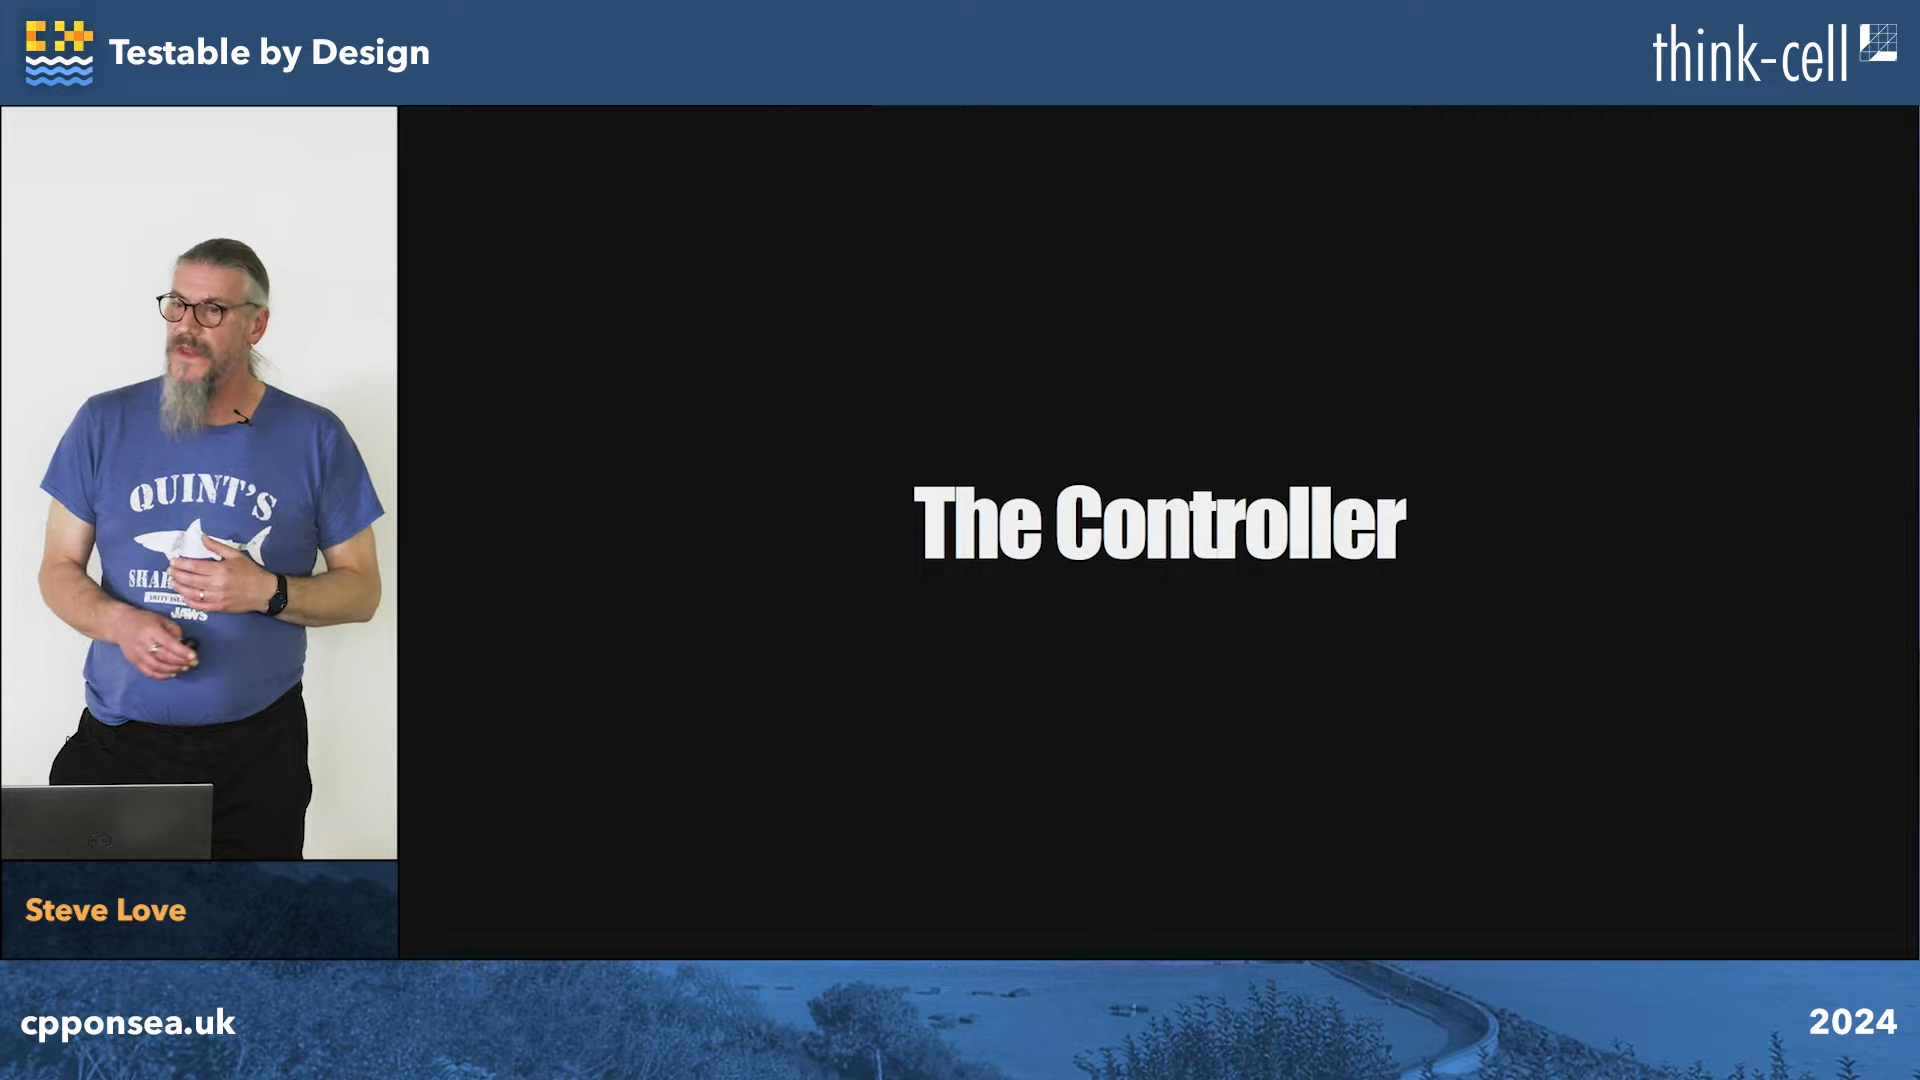 Testable by Design
think-cell
The Controller
QUINT'S
JAWS
Steve Love
cpponsea.uk
2024